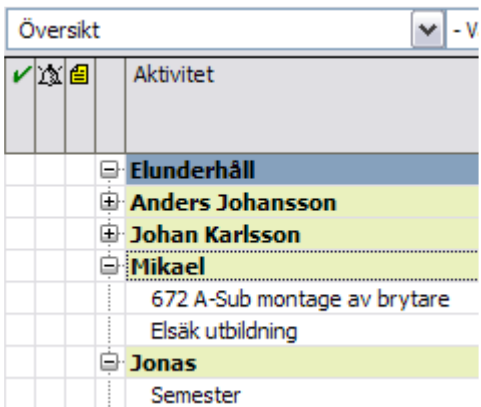 Översikt - V
Aktivitet
Elunderhåll
Anders Johansson
Johan Karlsson
Mikael
672 A-Sub montage av brytare
Elsäk utbildning
Jonas
Semester